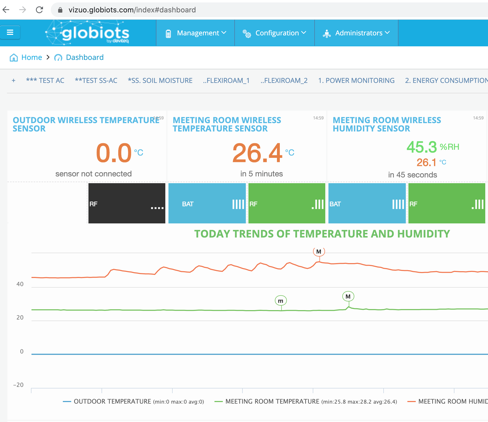 vizuo.globiots.com/index#dashboard
globiots
Management
Configuration
Administrators
Home > Dashboard
+ *** TEST AC **TEST SS-AC *SS. SOIL MOISTURE ..FLEXIROAM_1 ..FLEXIROAM_2 1. POWER MONITORING 2. ENERGY CONSUMPTION
OUTDOOR WIRELESS TEMPERATURE SENSOR
0.0 °C
sensor not connected
RF
MEETING ROOM WIRELESS TEMPERATURE SENSOR
14:59
26.4 °C
in 5 minutes
BAT
RF
MEETING ROOM WIRELESS HUMIDITY SENSOR
14:59
45.3 %RH
26.1 °C
in 45 seconds
BAT
RF
TODAY TRENDS OF TEMPERATURE AND HUMIDITY
M
m
M
40
20
0
-20
OUTDOOR TEMPERATURE (min:0 max:0 avg:0)
MEETING ROOM TEMPERATURE (min:25.8 max:28.2 avg:26.4)
MEETING ROOM HUMID